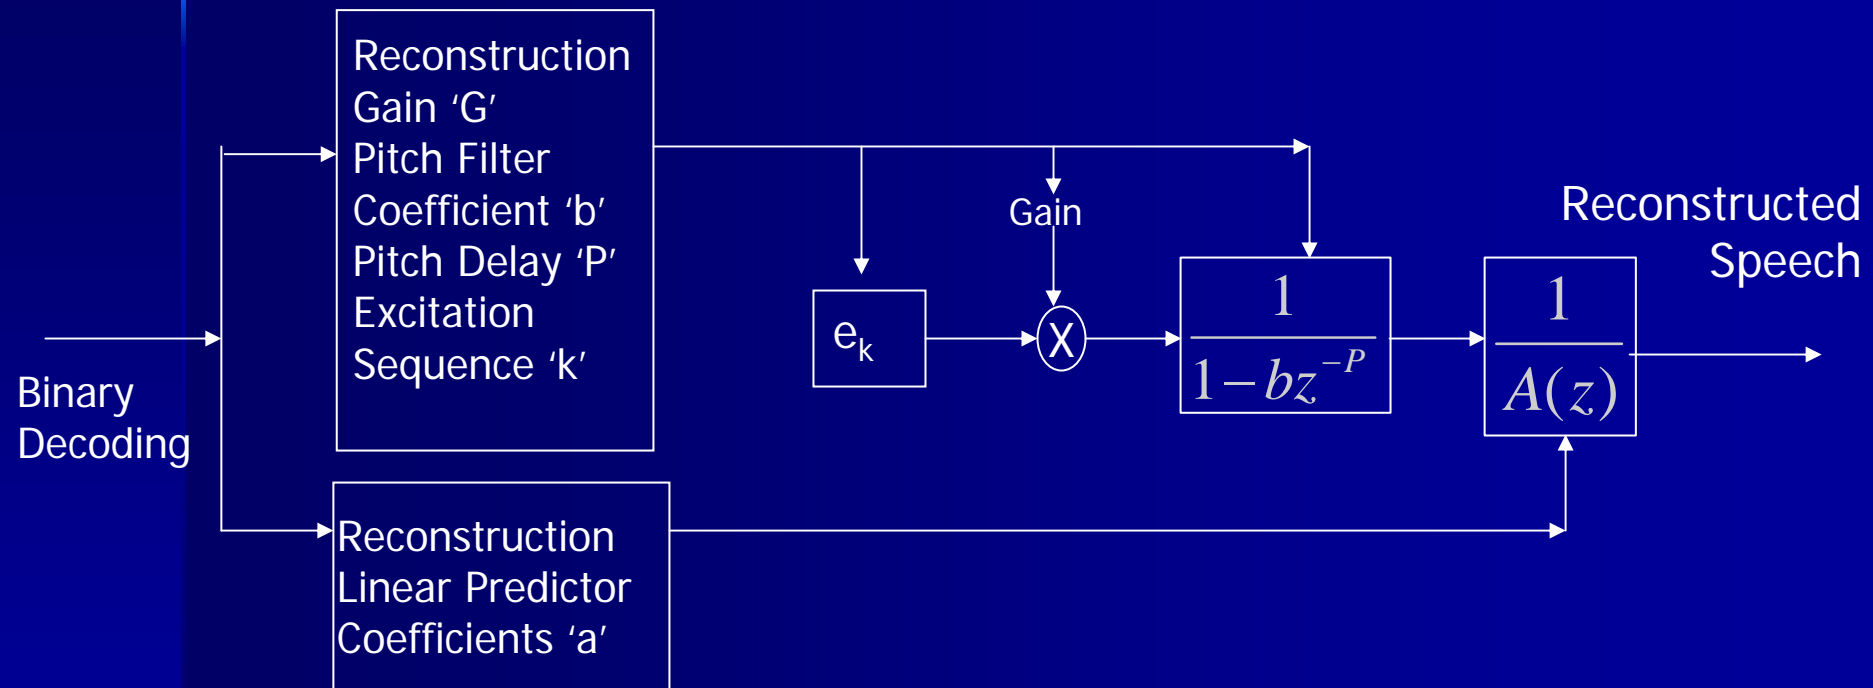 Binary
Decoding
Reconstruction
Gain ‘G’
Pitch Filter
Coefficient ‘b’
Pitch Delay ‘P’
Excitation
Sequence ‘k’
Reconstruction
Linear Predictor
Coefficients ‘a’
e_k
Gain
X
1
1 − bz^{−P}
1
A(z)
Reconstructed
Speech